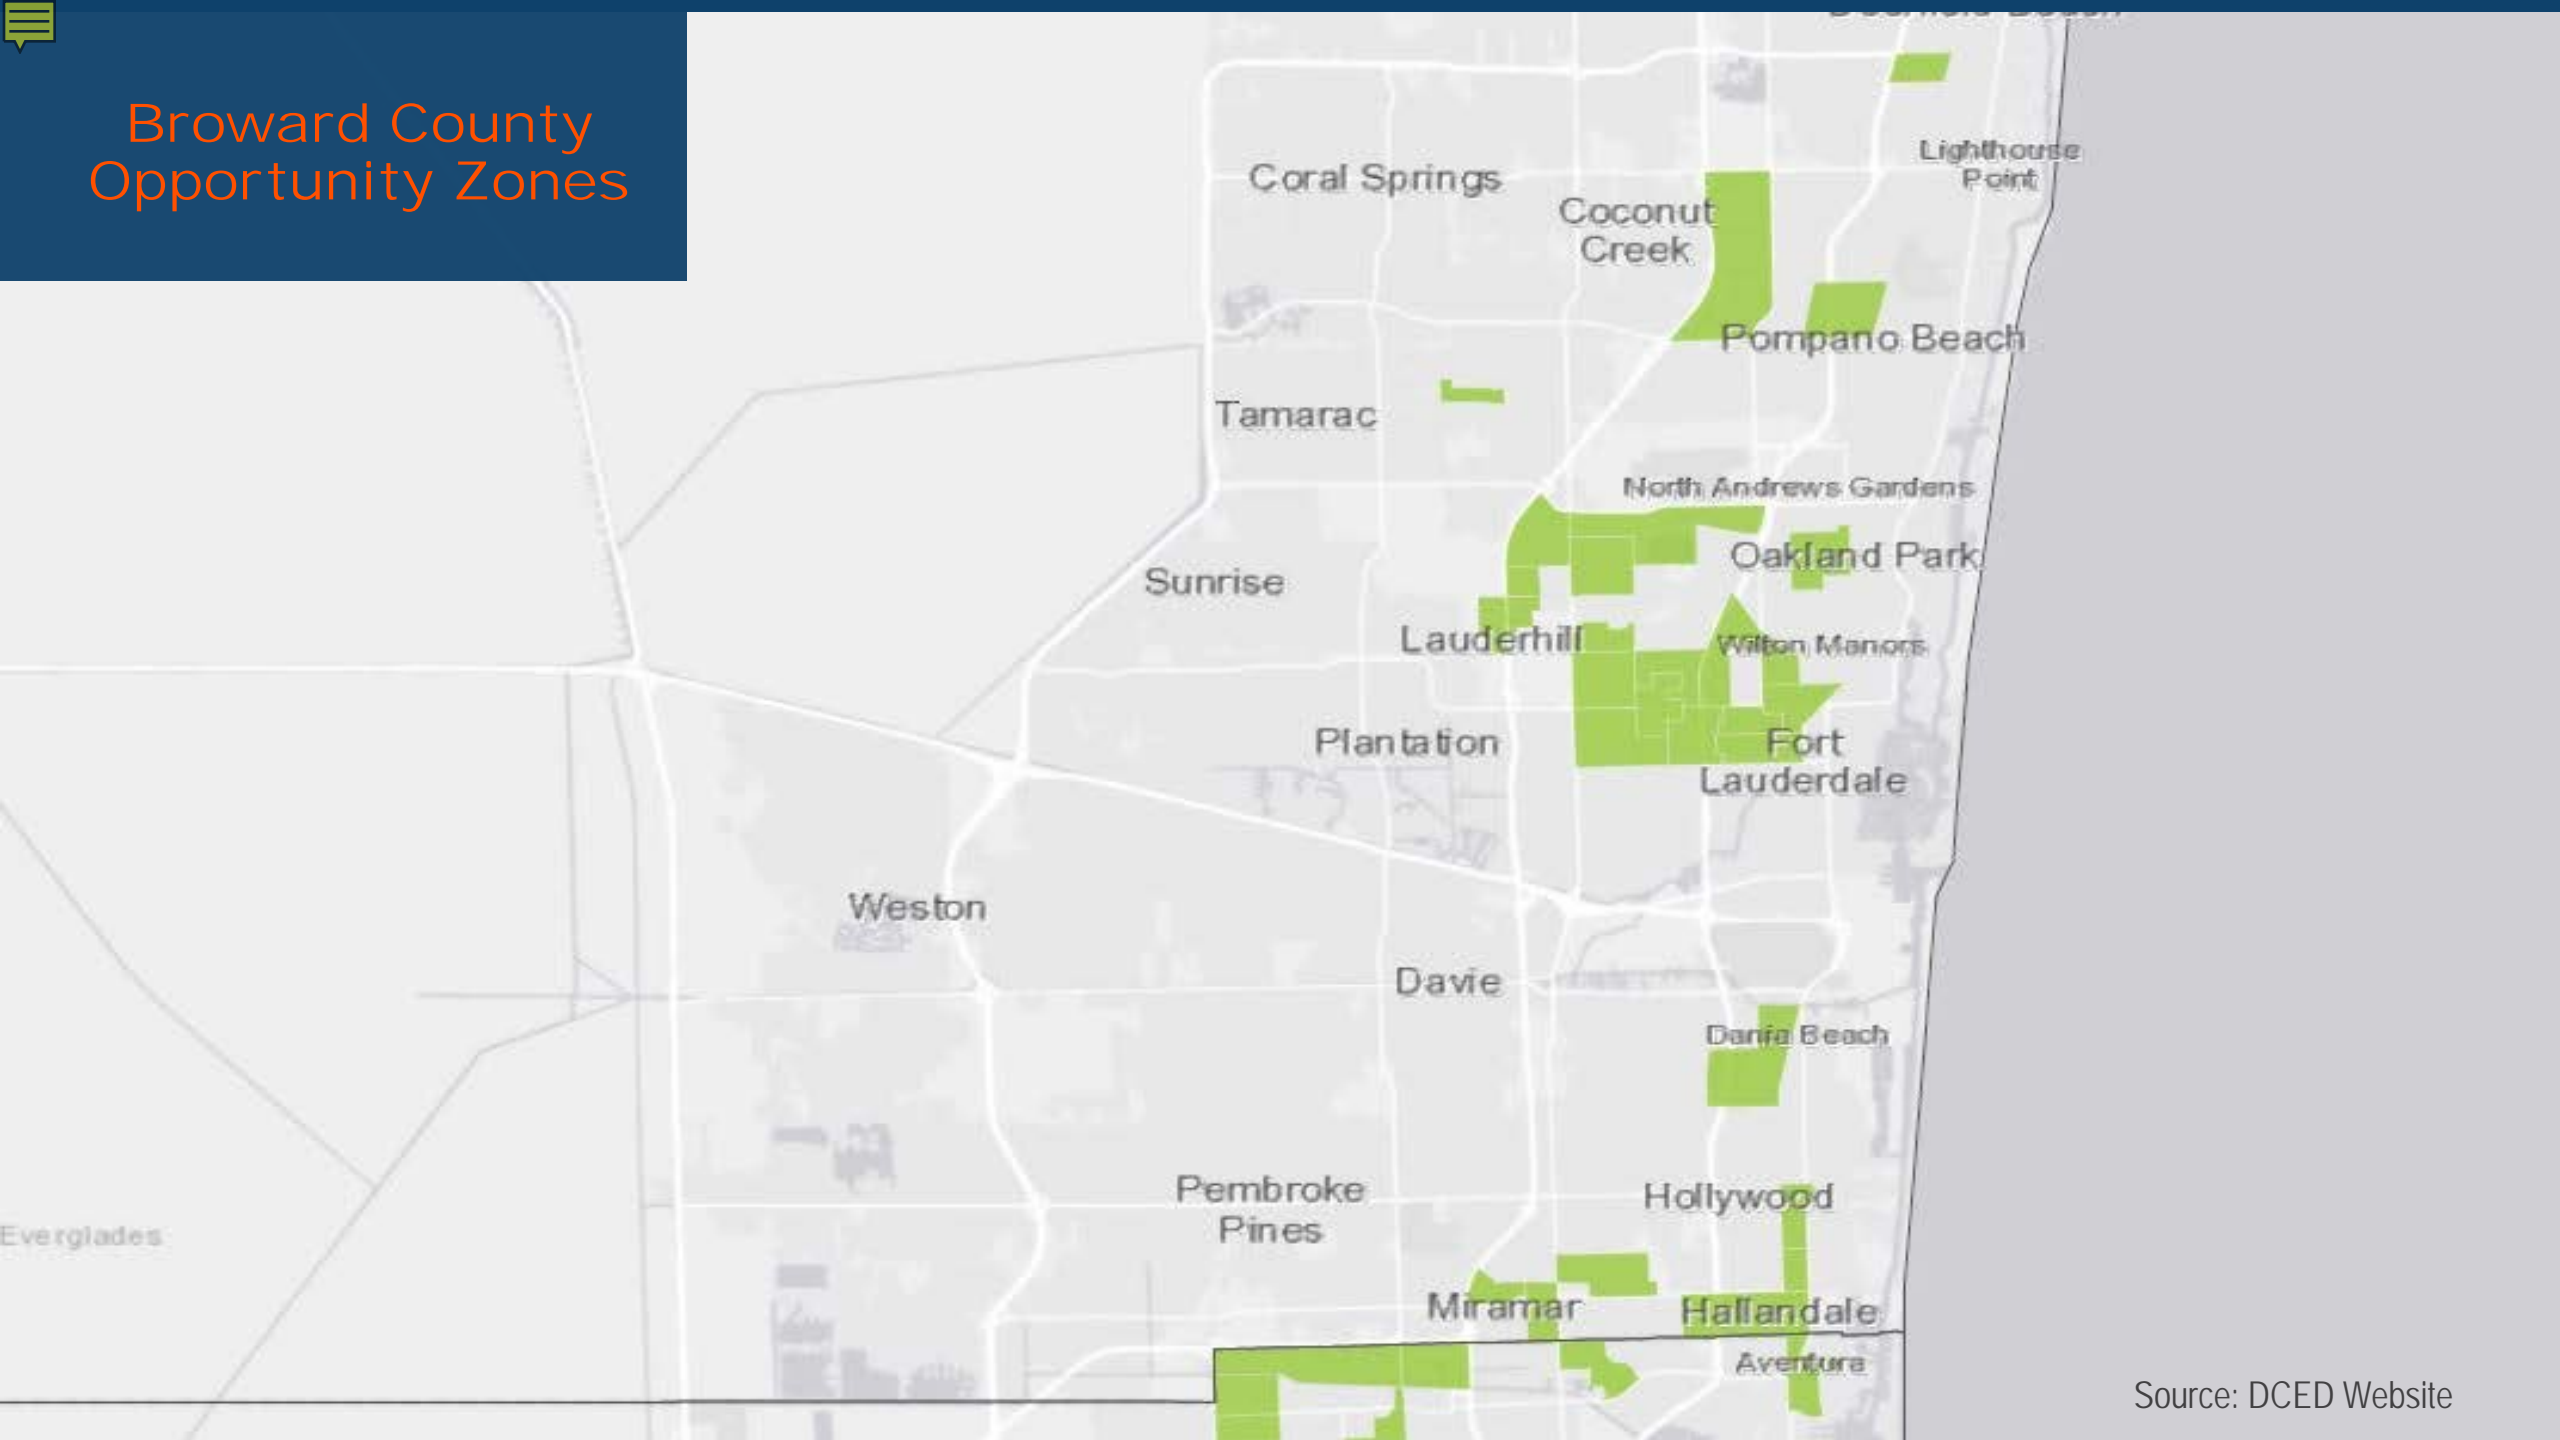 Broward County
Opportunity Zones
Deerfield Beach
Lighthouse
Point
Coral Springs
Coconut
Creek
Pompano Beach
Tamarac
North Andrews Gardens
Oakland Park
Sunrise
Lauderhill
Wilton Manors
Plantation
Fort
Lauderdale
Weston
Davie
Dania Beach
Pembroke
Pines
Hollywood
Everglades
Miramar
Hallandale
Aventura
Source: DCED Website